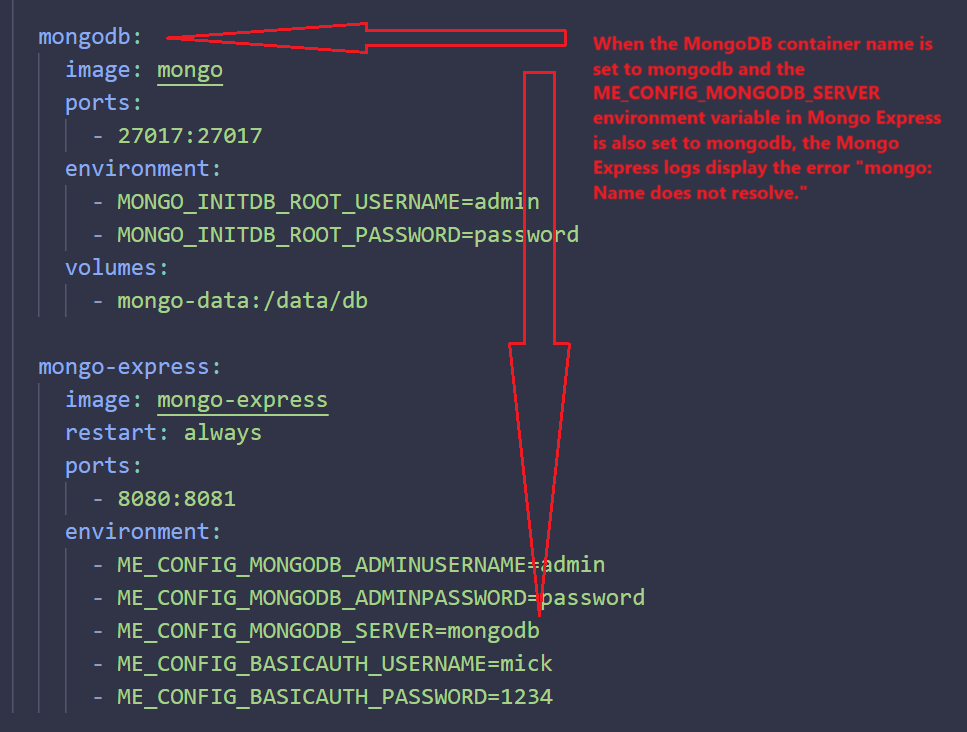 mongodb:
image: mongo
ports:
- 27017:27017
environment:
- MONGO_INITDB_ROOT_USERNAME=admin
- MONGO_INITDB_ROOT_PASSWORD=password
volumes:
- mongo-data:/data/db
mongo-express:
image: mongo-express
restart: always
ports:
- 8080:8081
environment:
- ME_CONFIG_MONGODB_ADMINUSERNAME=admin
- ME_CONFIG_MONGODB_ADMINPASSWORD=password
- ME_CONFIG_MONGODB_SERVER=mongodb
- ME_CONFIG_BASICAUTH_USERNAME=mick
- ME_CONFIG_BASICAUTH_PASSWORD=1234
When the MongoDB container name is
set to mongodb and the
ME_CONFIG_MONGODB_SERVER
environment variable in Mongo Express
is also set to mongodb, the Mongo
Express logs display the error "mongo:
Name does not resolve."